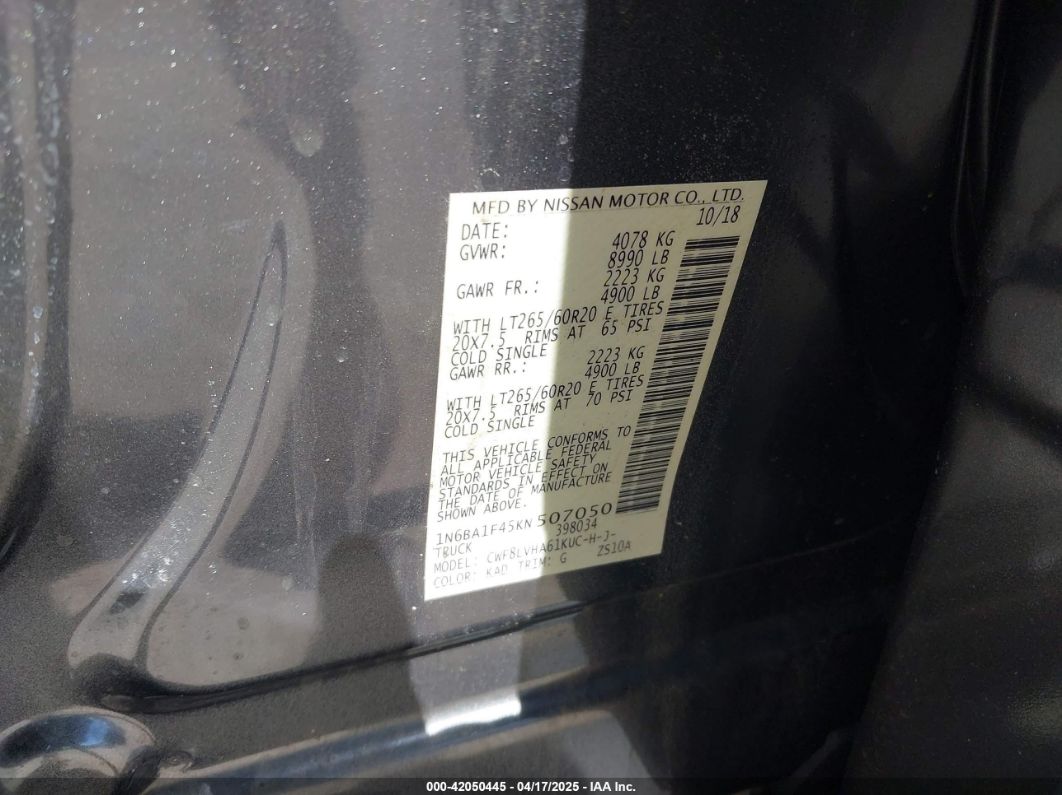 MFD BY NISSAN MOTOR CO., LTD.
DATE: 10/18
GVWR: 4078 KG
8990 LB
GAWR FR.: 2223 KG
4900 LB
WITH LT265/60R20 E TIRES
20X7.5 RIMS AT 65 PSI
COLD SINGLE
GAWR RR.: 2223 KG
4900 LB
WITH LT265/60R20 E TIRES
20X7.5 RIMS AT 70 PSI
COLD SINGLE
THIS VEHICLE CONFORMS TO
ALL APPLICABLE FEDERAL
MOTOR VEHICLE SAFETY
STANDARDS IN EFFECT ON
THE DATE OF MANUFACTURE
SHOWN ABOVE.
1N6BA1F45KN507050
TRUCK 398034
MODEL: CWF8LVHA61KUC-H-J-
COLOR: KAD TRIM: G ZS10A
000-42050445 - 04/17/2025 - IAA Inc.